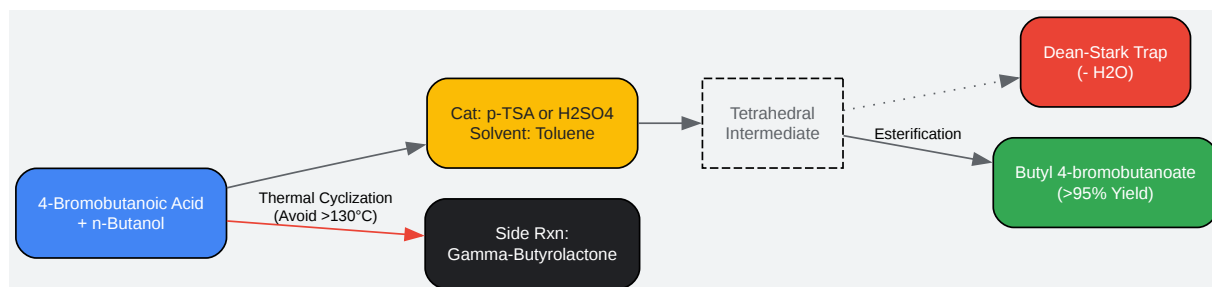 4-Bromobutanoic Acid
+ n-Butanol
Thermal Cyclization
(Avoid >130°C)
Cat: p-TSA or H2SO4
Solvent: Toluene
Side Rxn:
Gamma-Butyrolactone
Tetrahedral
Intermediate
Esterification
Dean-Stark Trap
(- H2O)
Butyl 4-bromobutanoate
(>95% Yield)